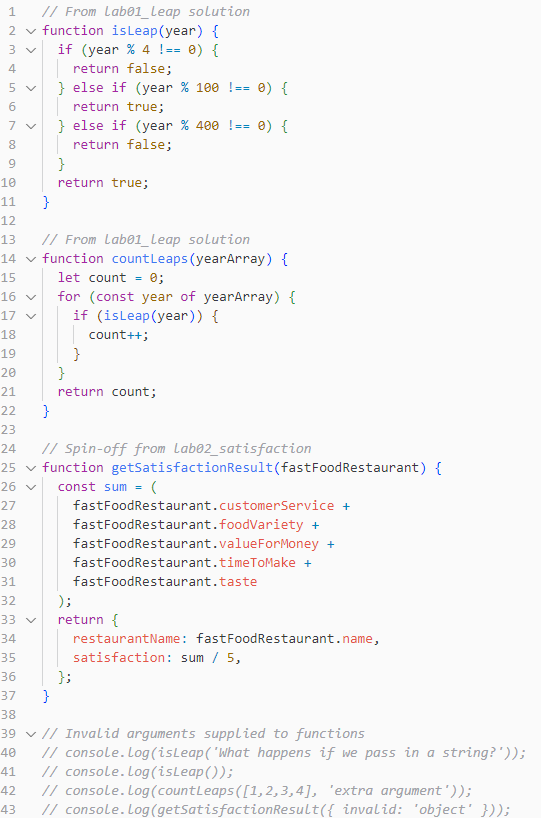 1 // From lab01_leap solution
2 function isLeap(year) {
3   if (year % 4 !== 0) {
4     return false;
5   } else if (year % 100 !== 0) {
6     return true;
7   } else if (year % 400 !== 0) {
8     return false;
9   }
10   return true;
11 }
12
13 // From lab01_leap solution
14 function countLeaps(yearArray) {
15   let count = 0;
16   for (const year of yearArray) {
17     if (isLeap(year)) {
18       count++;
19     }
20   }
21   return count;
22 }
23
24 // Spin-off from lab02_satisfaction
25 function getSatisfactionResult(fastFoodRestaurant) {
26   const sum = (
27     fastFoodRestaurant.customerService +
28     fastFoodRestaurant.foodVariety +
29     fastFoodRestaurant.valueForMoney +
30     fastFoodRestaurant.timeToMake +
31     fastFoodRestaurant.taste
32   );
33   return {
34     restaurantName: fastFoodRestaurant.name,
35     satisfaction: sum / 5,
36   };
37 }
38
39 // Invalid arguments supplied to functions
40 // console.log(isLeap('What happens if we pass in a string?'));
41 // console.log(isLeap());
42 // console.log(countLeaps([1,2,3,4], 'extra argument'));
43 // console.log(getSatisfactionResult({ invalid: 'object' }));